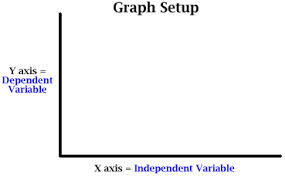 Graph Setup
Y axis =
Dependent
Variable
X axis = Independent Variable